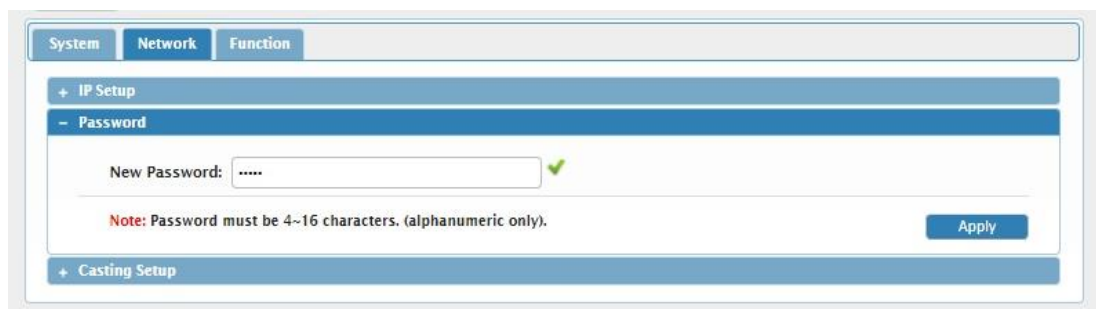 System Network Function
+ IP Setup
– Password
New Password: •••••
Note: Password must be 4~16 characters. (alphanumeric only).
Apply
+ Casting Setup